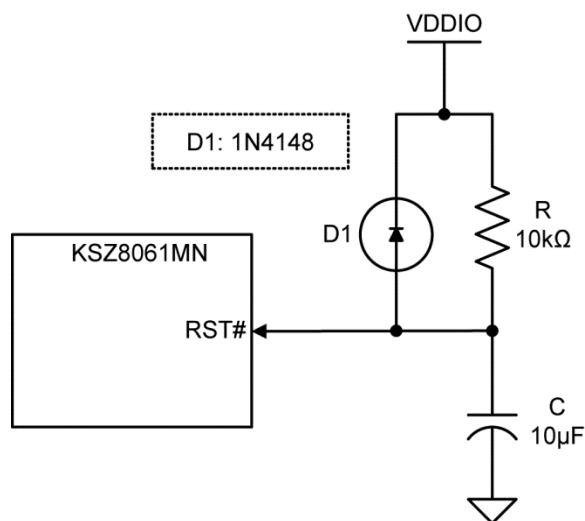 VDDIO
D1: 1N4148
D1
R
10kΩ
KSZ8061MN
RST#
C
10µF